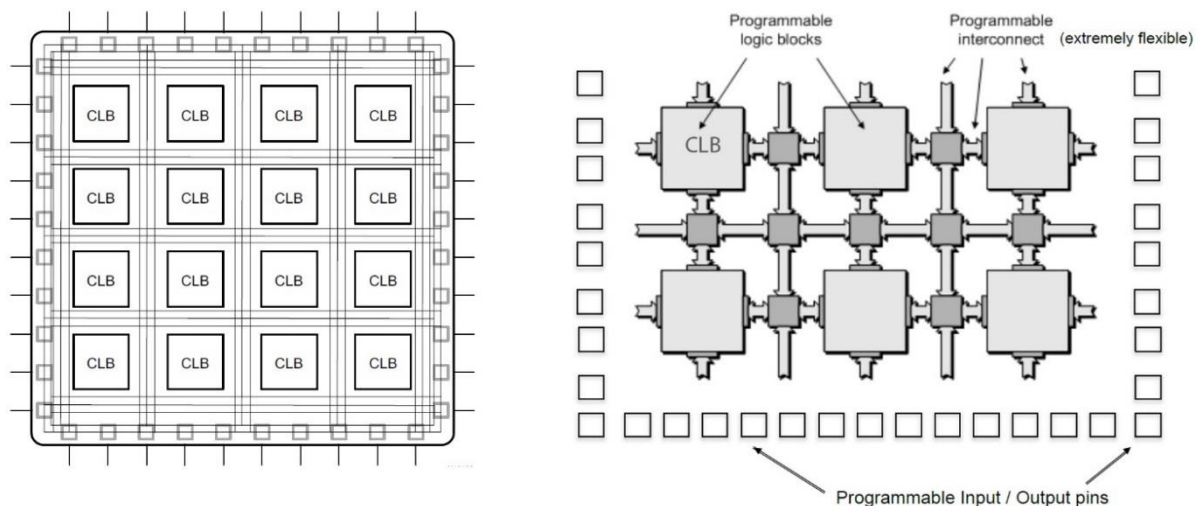 CLB CLB CLB CLB
CLB CLB CLB CLB
CLB CLB CLB CLB
CLB CLB CLB CLB
Programmable
logic blocks
Programmable
interconnect (extremely flexible)
CLB
Programmable Input / Output pins